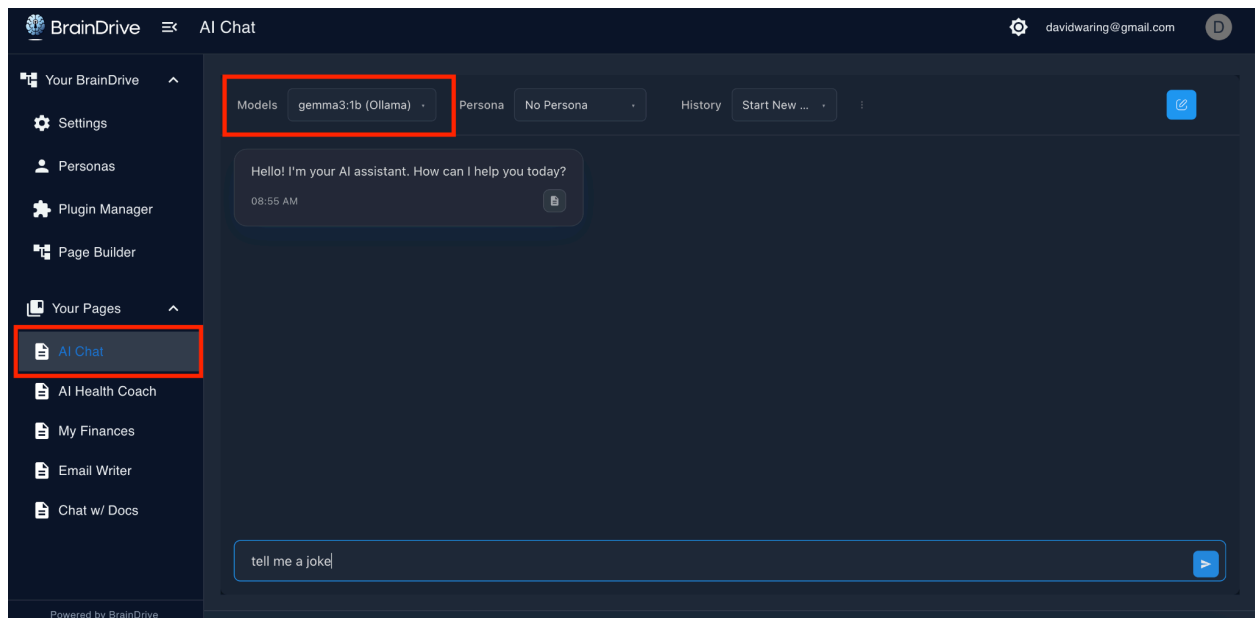 BrainDrive
AI Chat
davidwaring@gmail.com
D
Your BrainDrive
Settings
Personas
Plugin Manager
Page Builder
Your Pages
AI Chat
AI Health Coach
My Finances
Email Writer
Chat w/ Docs
Powered by BrainDrive
Models gemma3:1b (Ollama) Persona No Persona History Start New ...
Hello! I'm your AI assistant. How can I help you today?
08:55 AM
tell me a joke